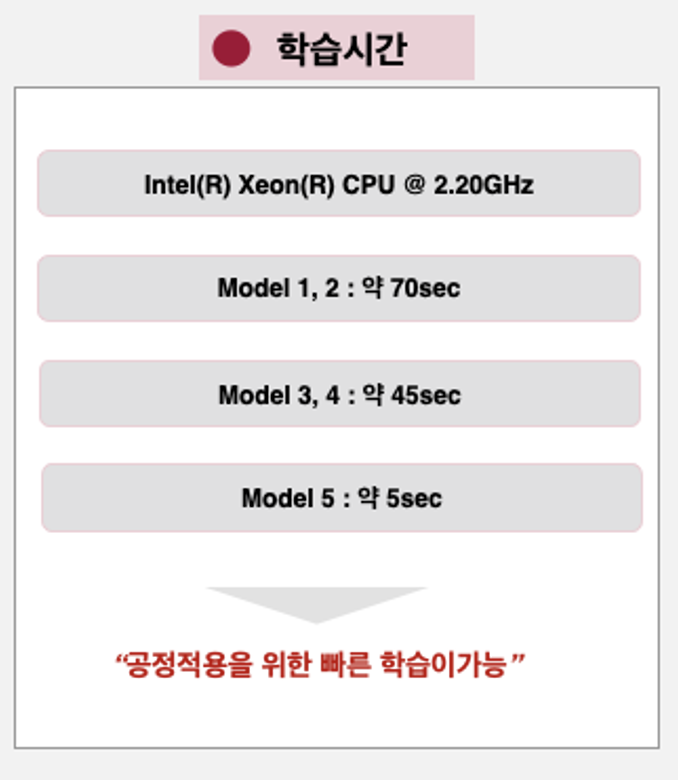 학습시간
Intel(R) Xeon(R) CPU @ 2.20GHz
Model 1, 2 : 약 70sec
Model 3, 4 : 약 45sec
Model 5 : 약 5sec
“공정적용을 위한 빠른 학습이가능”